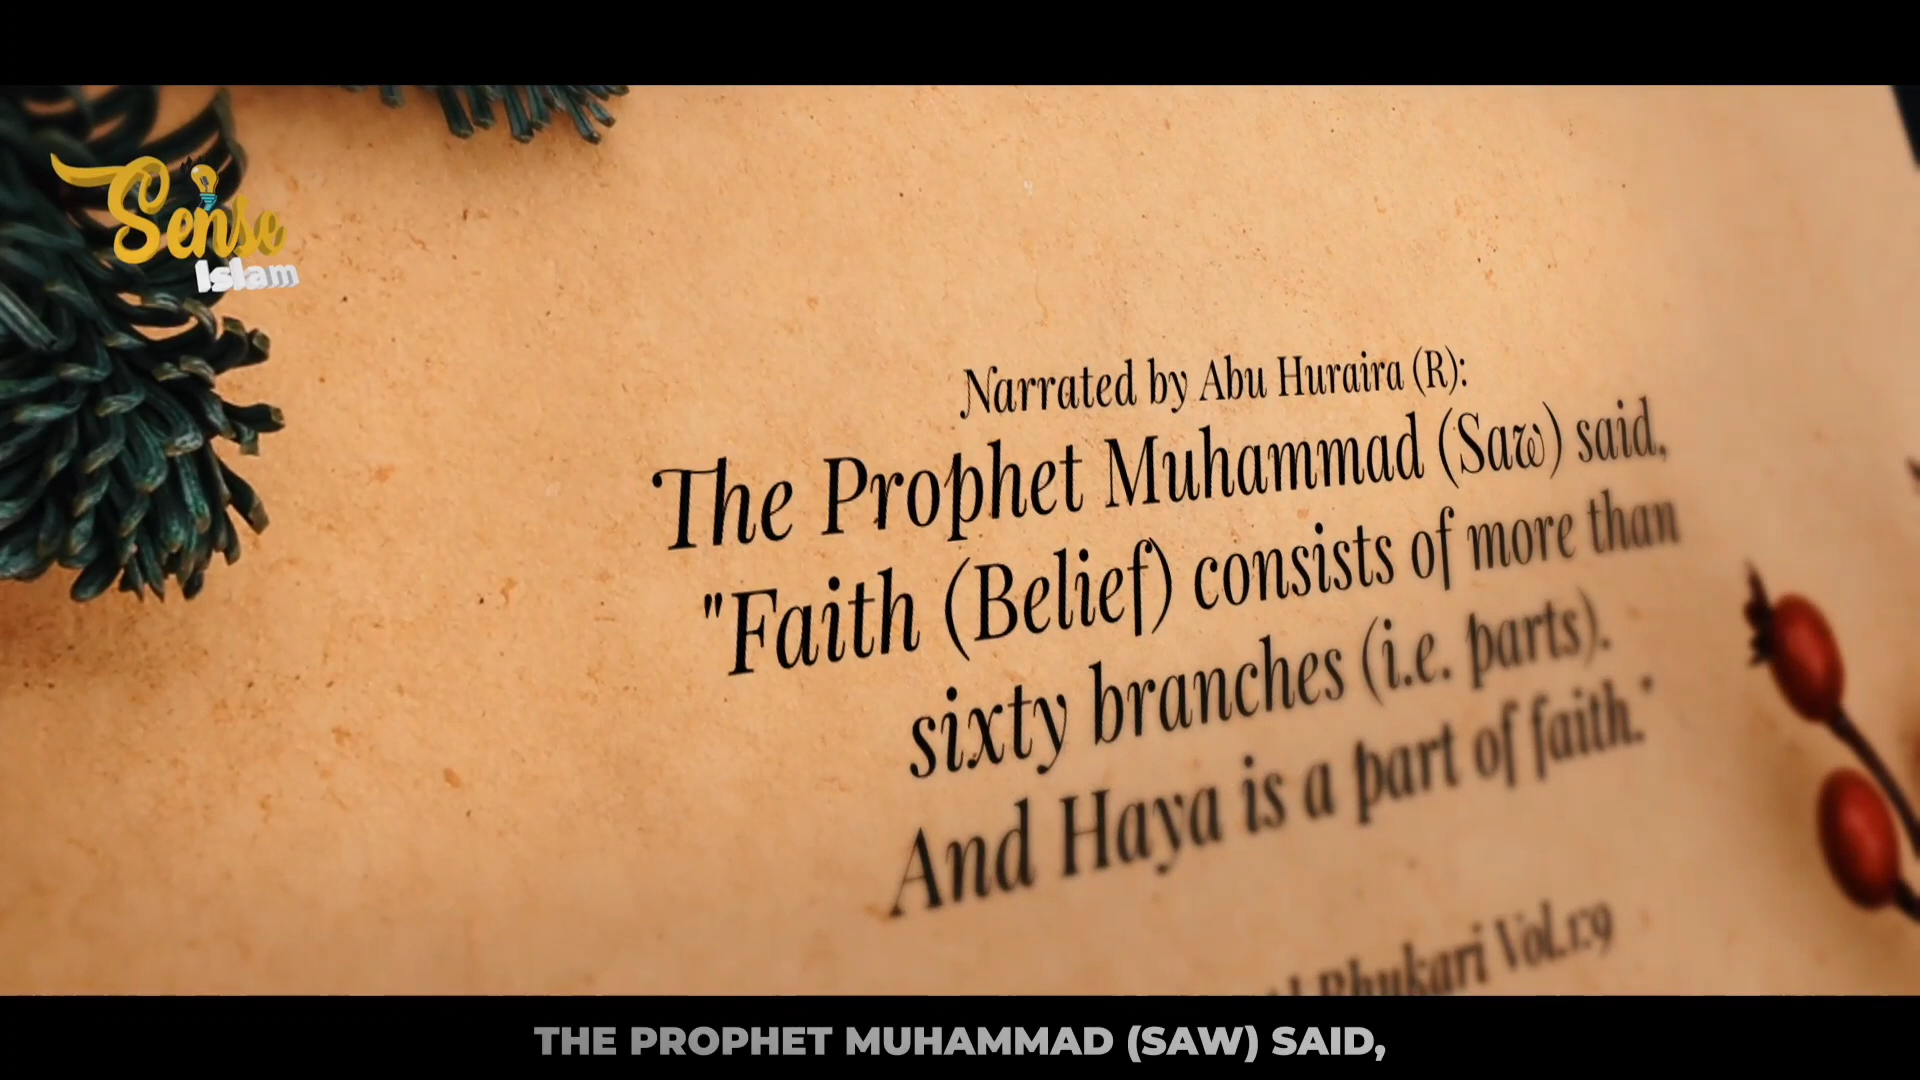 Sense
Islam
Narrated by Abu Huraira (R):
The Prophet Muhammad (Saw) said,
"Faith (Belief) consists of more than
sixty branches (i.e. parts).
And Haya is a part of faith."
Bhukari Vol.1:9
THE PROPHET MUHAMMAD (SAW) SAID,